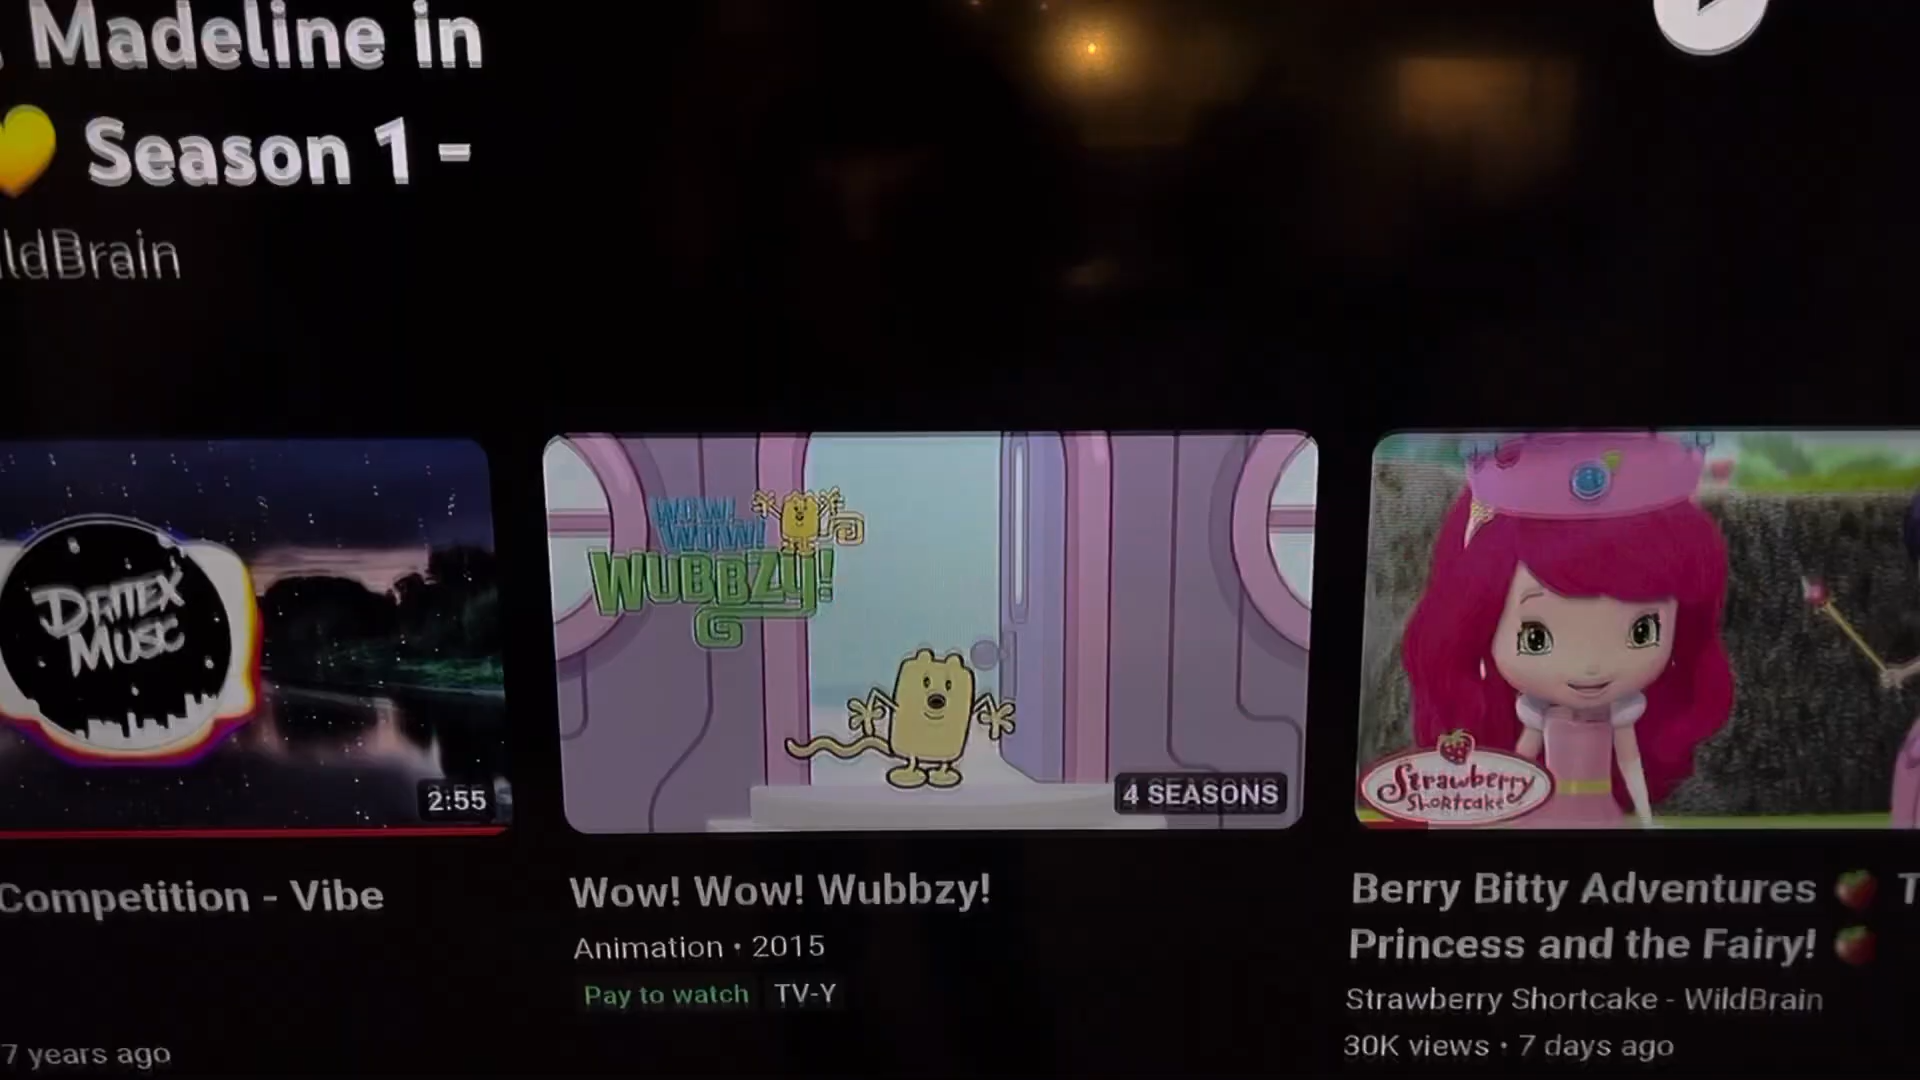 Madeline in
💛 Season 1 -
ldBrain
DRITEX
MUSIC
2:55
WOW!
WOW!
WUBBZY!
4 SEASONS
Strawberry
Shortcake
Competition - Vibe
7 years ago
Wow! Wow! Wubbzy!
Animation • 2015
Pay to watch TV-Y
Berry Bitty Adventures 🍓 T
Princess and the Fairy! 🍓
Strawberry Shortcake - WildBrain
30K views • 7 days ago